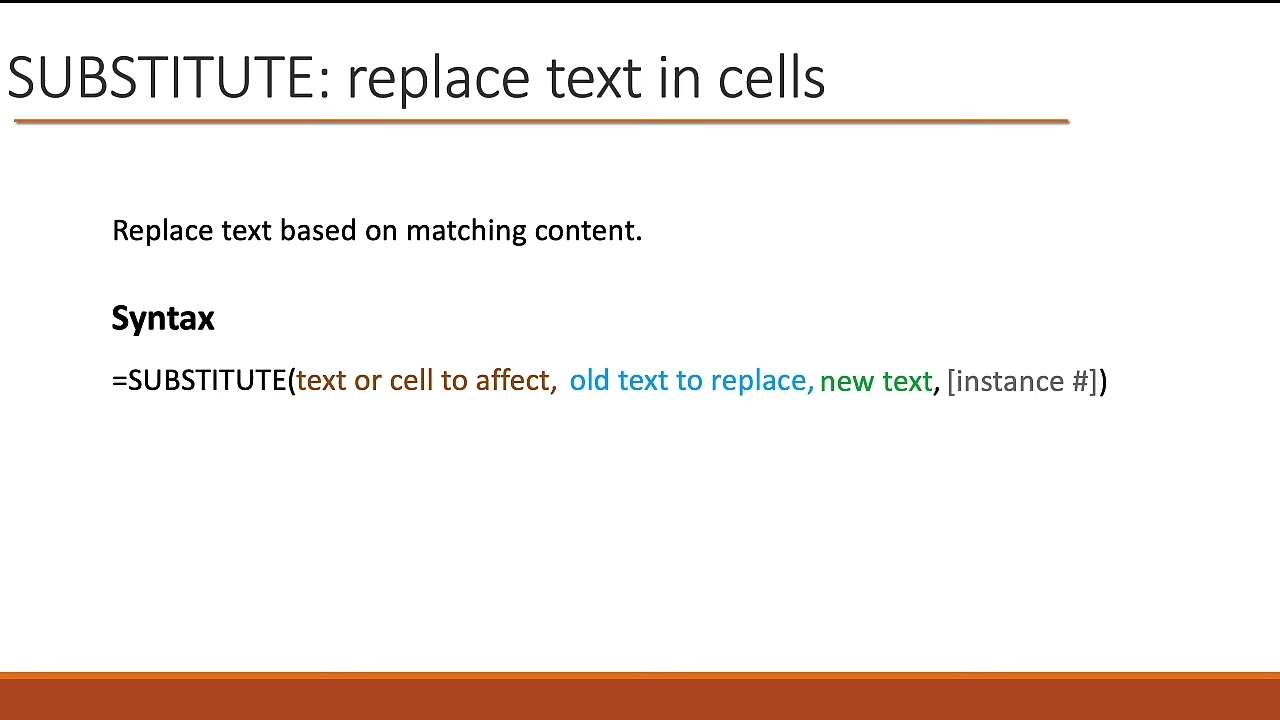 SUBSTITUTE: replace text in cells
Replace text based on matching content.
Syntax
=SUBSTITUTE(text or cell to affect, old text to replace, new text, [instance #])